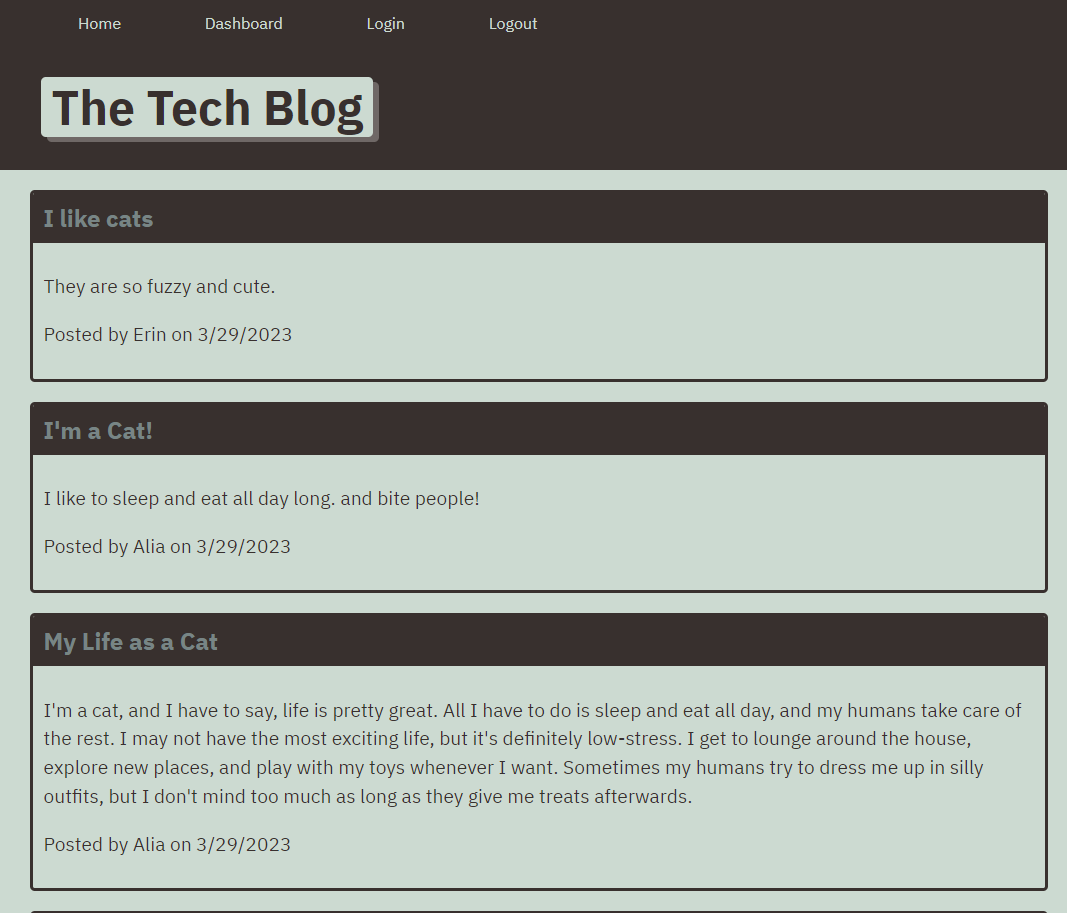 Home Dashboard Login Logout
The Tech Blog
I like cats
They are so fuzzy and cute.
Posted by Erin on 3/29/2023
I'm a Cat!
I like to sleep and eat all day long. and bite people!
Posted by Alia on 3/29/2023
My Life as a Cat
I'm a cat, and I have to say, life is pretty great. All I have to do is sleep and eat all day, and my humans take care of
the rest. I may not have the most exciting life, but it's definitely low-stress. I get to lounge around the house,
explore new places, and play with my toys whenever I want. Sometimes my humans try to dress me up in silly
outfits, but I don't mind too much as long as they give me treats afterwards.
Posted by Alia on 3/29/2023